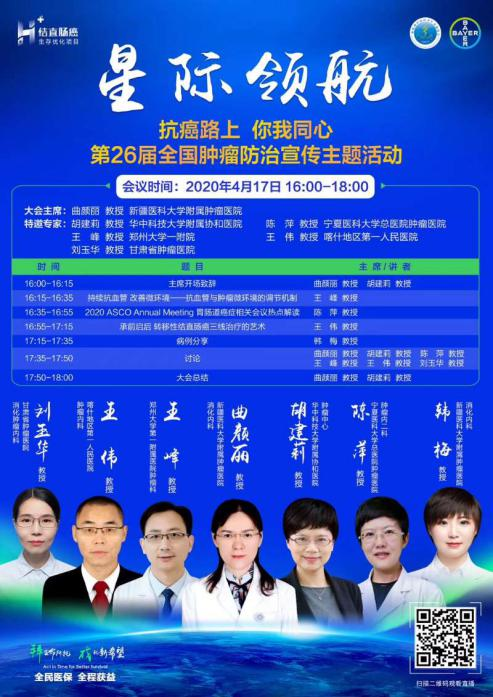 结直肠癌
生存优化项目
BAYER
星际领航
抗癌路上 你我同心
第26届全国肿瘤防治宣传主题活动
会议时间：2020年4月17日 16:00-18:00
大会主席：曲颜丽 教授 新疆医科大学附属肿瘤医院
特邀专家：胡建莉 教授 华中科技大学附属协和医院 陈 萍 教授 宁夏医科大学总医院肿瘤医院
王 峰 教授 郑州大学一附院 王 伟 教授 喀什地区第一人民医院
刘玉华 教授 甘肃省肿瘤医院
时 间 题 目 主 席 / 讲 者
16:00-16:15 主席开场致辞 曲颜丽 教授 胡建莉 教授
16:15-16:35 持续抗血管 改善微环境——抗血管与肿瘤微环境的调节机制 王 峰 教授
16:35-16:55 2020 ASCO Annual Meeting 胃肠道癌症相关会议热点解读 陈 萍 教授
16:55-17:15 承前启后 转移性结直肠癌三线治疗的艺术 王 伟 教授
17:15-17:35 病例分享 韩 梅 教授
17:35-17:50 讨论 曲颜丽 教授 胡建莉 教授 陈 萍 教授
王 峰 教授 王 伟 教授 刘玉华 教授
17:50-18:00 大会总结 曲颜丽 教授 胡建莉 教授
刘玉华 教授
甘肃省肿瘤医院
消化肿瘤内科
王伟 教授
喀什地区第一人民医院
肿瘤内科
王峰 教授
郑州大学第一附属医院肿瘤科
曲颜丽 教授
新疆医科大学附属肿瘤医院
消化内科
胡建莉 教授
肿瘤中心
华中科技大学附属协和医院
陈萍 教授
肿瘤内二科
宁夏医科大学总医院肿瘤医院
韩梅 教授
消化内科
新疆医科大学附属肿瘤医院
Act in Time for Better Survival
全民医保 全程获益
扫描二维码观看直播